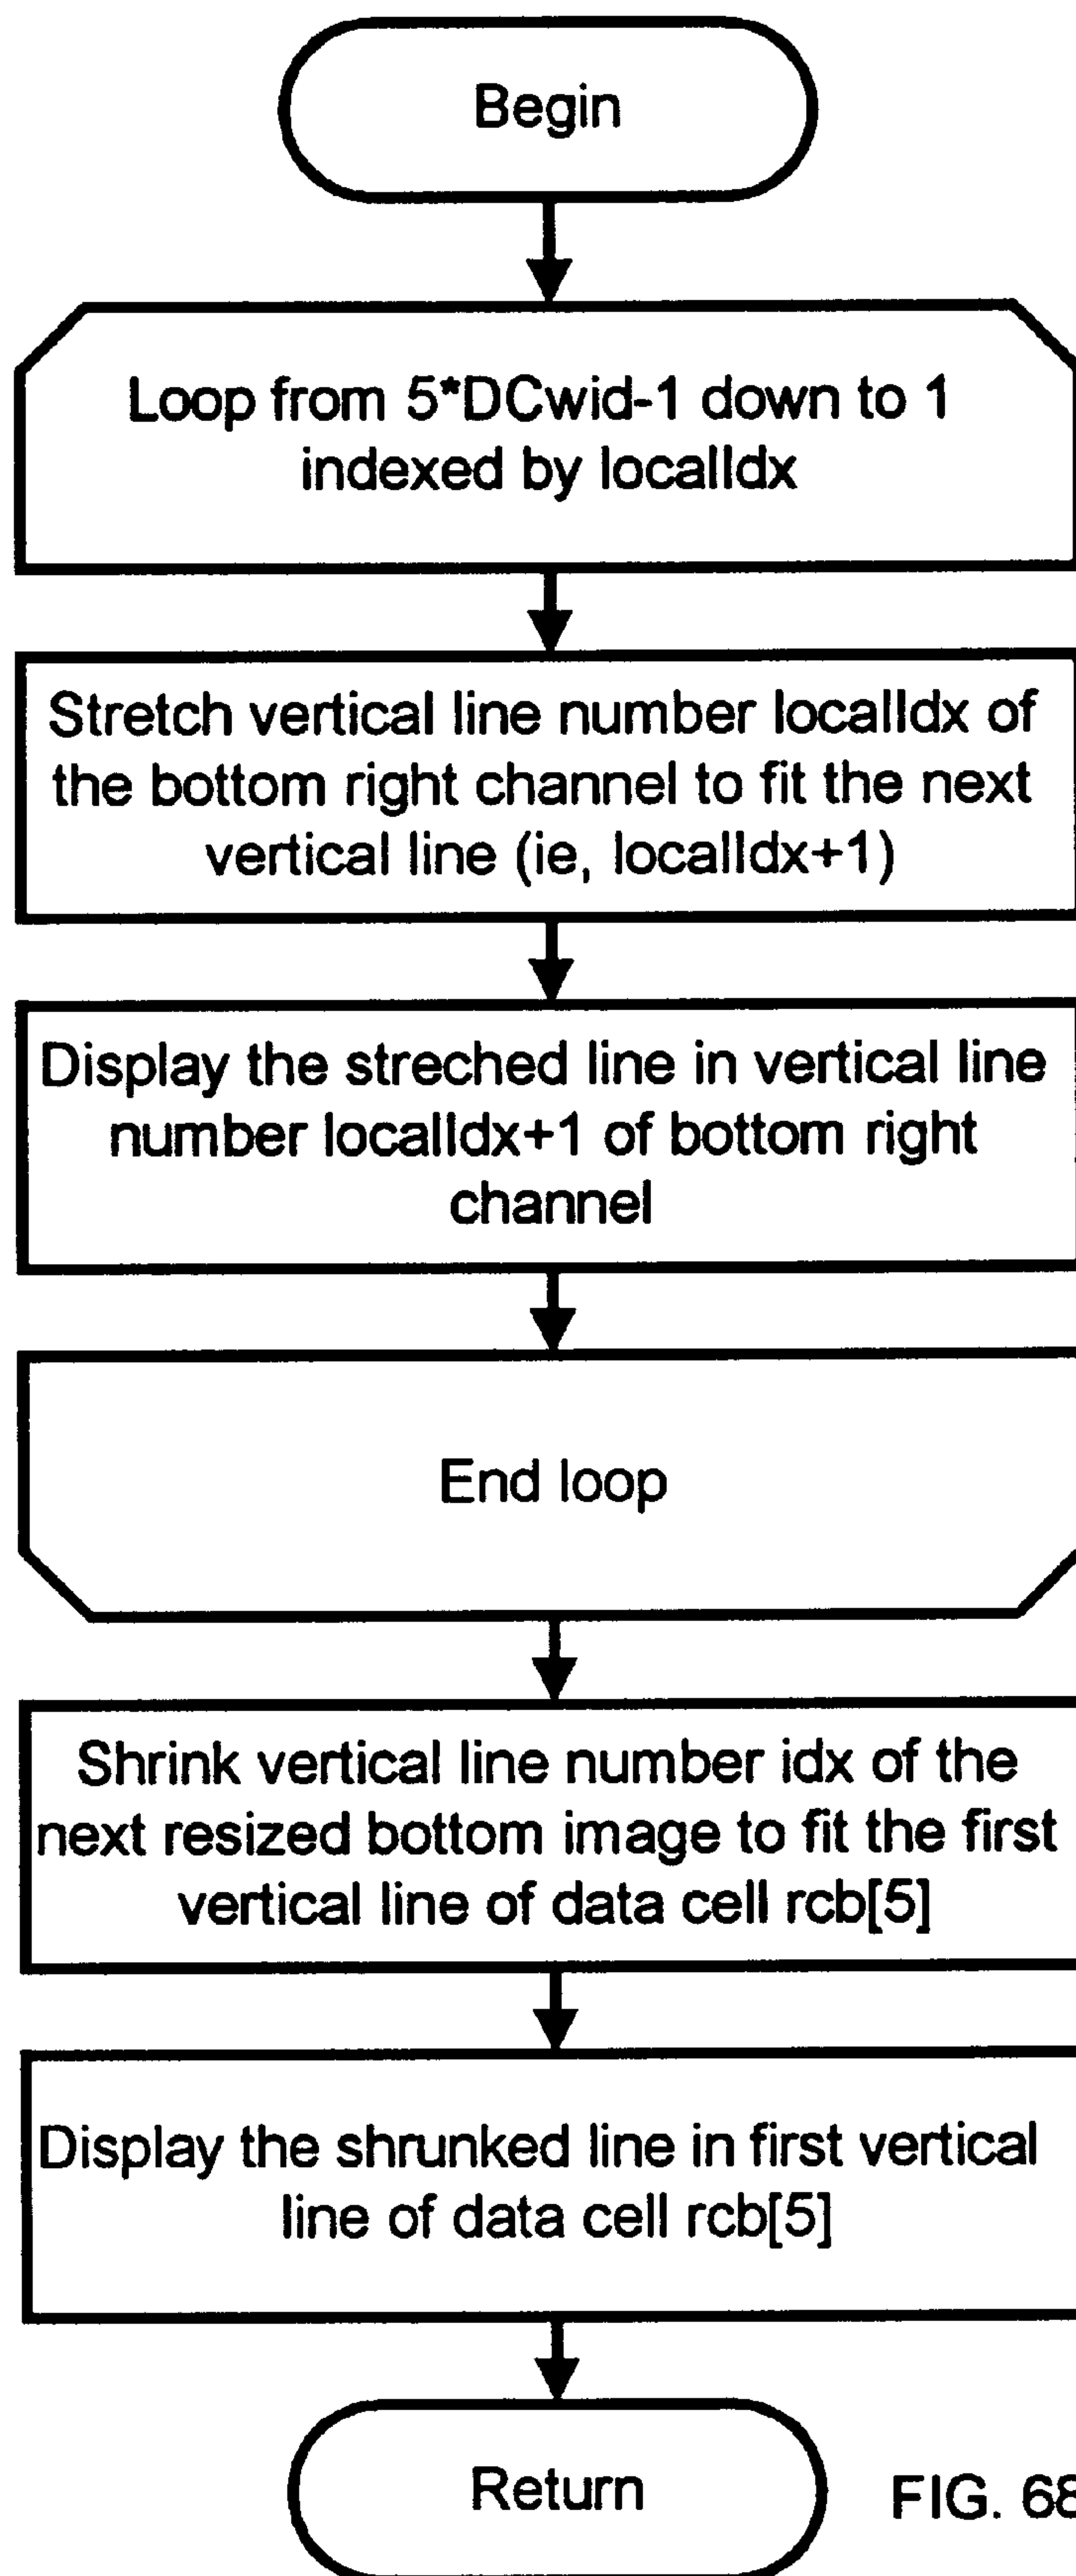 Begin
Loop from 5*DCwid-1 down to 1
indexed by localIdx
Stretch vertical line number localIdx of
the bottom right channel to fit the next
vertical line (ie, localIdx+1)
Display the streched line in vertical line
number localIdx+1 of bottom right
channel
End loop
Shrink vertical line number idx of the
next resized bottom image to fit the first
vertical line of data cell rcb[5]
Display the shrunked line in first vertical
line of data cell rcb[5]
Return
FIG. 68